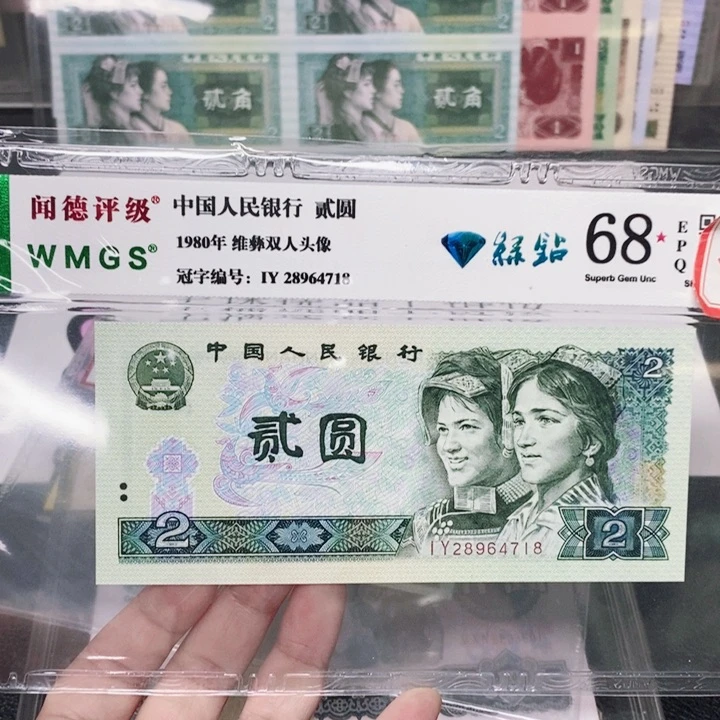 贰角 贰角
闻德评级® 中国人民银行 贰圆
WMGS® 1980年 维彝双人头像
冠字编号: IY 28964718
绿钻 68★ EPQ
Superb Gem Unc
中国人民银行
2
贰圆
2
IY28964718
2